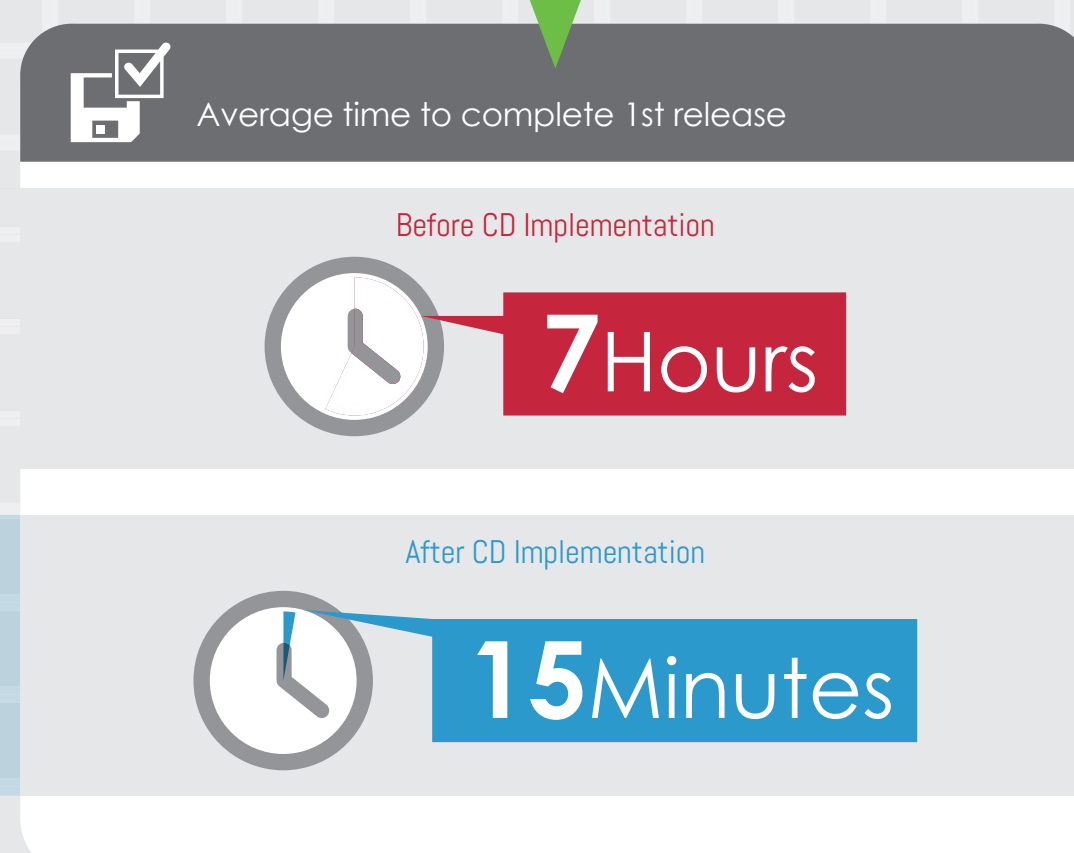 Average time to complete 1st release
Before CD Implementation
7Hours
After CD Implementation
15Minutes